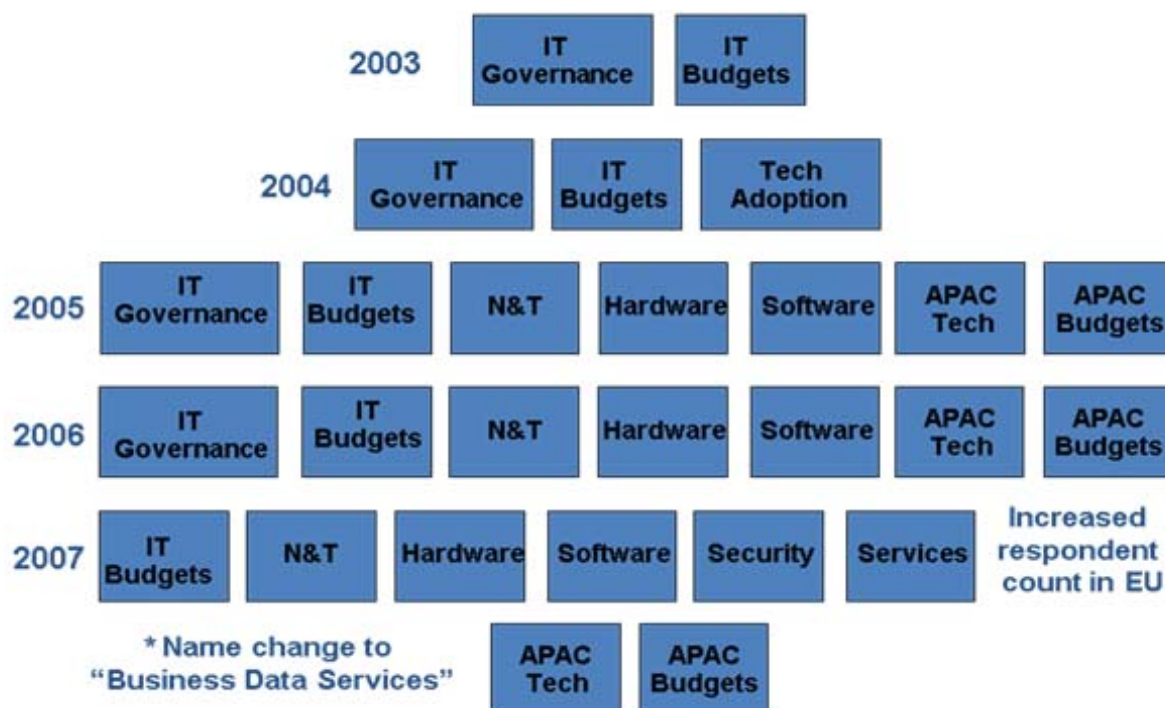 2003
IT
Governance
IT
Budgets
2004
IT
Governance
IT
Budgets
Tech
Adoption
2005
IT
Governance
IT
Budgets
N&T
Hardware
Software
APAC
Tech
APAC
Budgets
2006
IT
Governance
IT
Budgets
N&T
Hardware
Software
APAC
Tech
APAC
Budgets
2007
IT
Budgets
N&T
Hardware
Software
Security
Services
Increased
respondent
count in EU
* Name change to
“Business Data Services”
APAC
Tech
APAC
Budgets